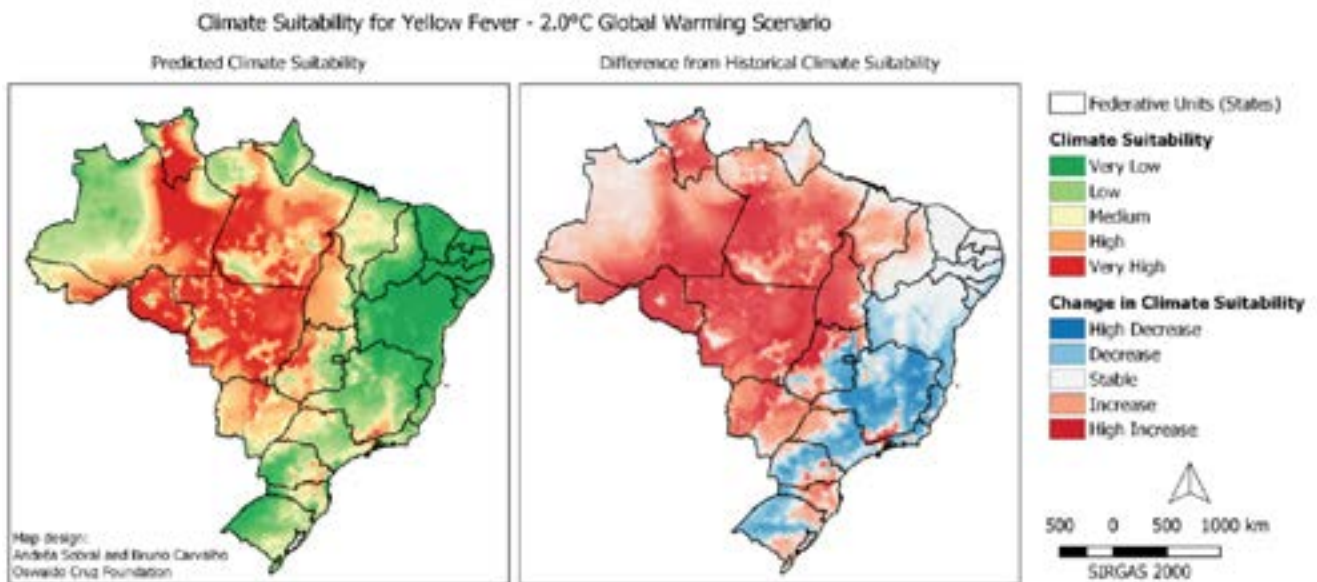 Climate Suitability for Yellow Fever - 2.0°C Global Warming Scenario
Predicted Climate Suitability
Difference from Historical Climate Suitability
Federative Units (States)
Climate Suitability
Very Low
Low
Medium
High
Very High
Change in Climate Suitability
High Decrease
Decrease
Stable
Increase
High Increase
500 0 500 1000 km
SIRGAS 2000
Map design:
Sobral and Bruno Carvalho
Oswaldo Cruz Foundation